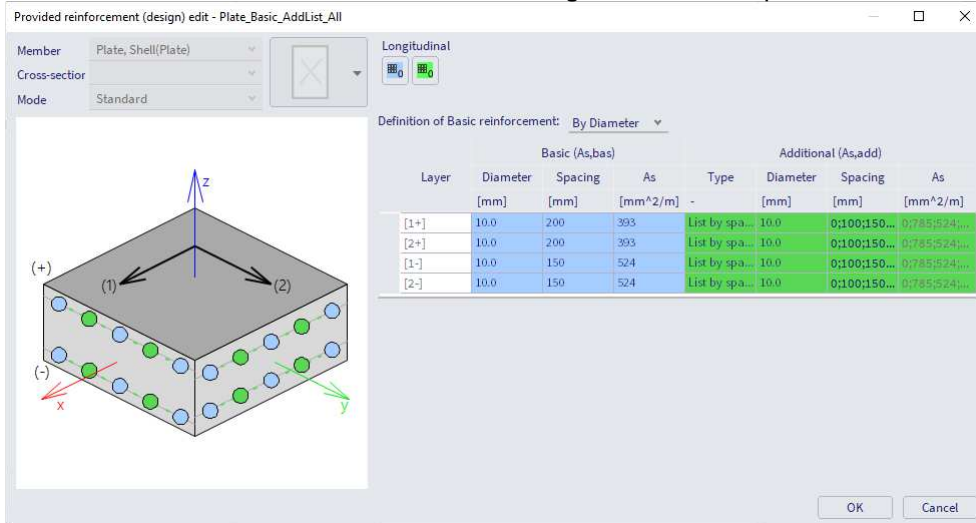 Provided reinforcement (design) edit - Plate_Basic_AddList_All
Member Plate, Shell(Plate)
Cross-section
Mode Standard
Longitudinal
0 0
Definition of Basic reinforcement: By Diameter
Basic (As,bas) Additional (As,add)
Layer Diameter Spacing As Type Diameter Spacing As
[mm] [mm] [mm^2/m] - [mm] [mm] [mm^2/m]
[1+] 10.0 200 393 List by spa... 10.0 0;100;150... 0;785;524;...
[2+] 10.0 200 393 List by spa... 10.0 0;100;150... 0;785;524;...
[1-] 10.0 150 524 List by spa... 10.0 0;100;150... 0;785;524;...
[2-] 10.0 150 524 List by spa... 10.0 0;100;150... 0;785;524;...
z
(+)
(1) (2)
(-)
x y
OK Cancel